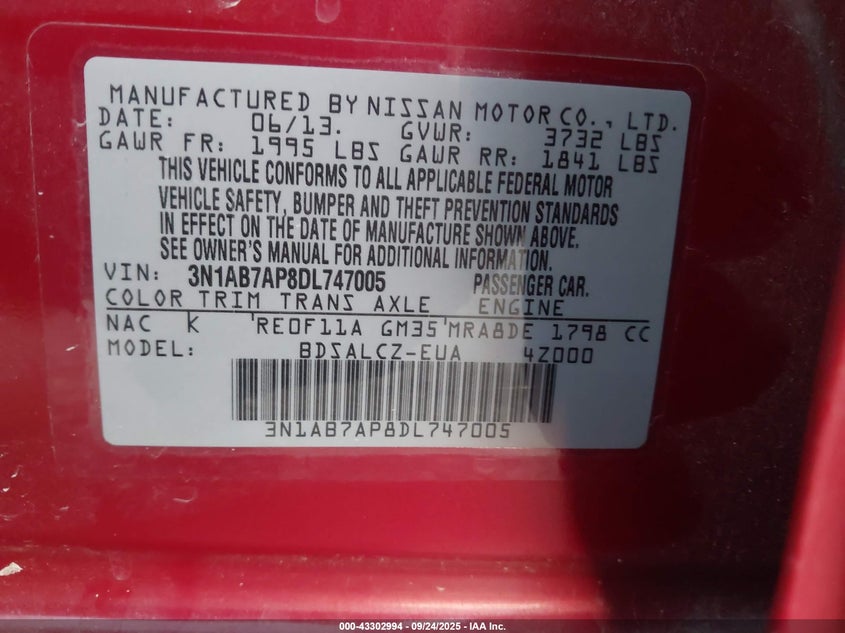 MANUFACTURED BY NISSAN MOTOR CO., LTD.
DATE: 06/13. GVWR: 3732 LBS
GAWR FR: 1995 LBS GAWR RR: 1841 LBS
THIS VEHICLE CONFORMS TO ALL APPLICABLE FEDERAL MOTOR
VEHICLE SAFETY, BUMPER AND THEFT PREVENTION STANDARDS
IN EFFECT ON THE DATE OF MANUFACTURE SHOWN ABOVE.
SEE OWNER'S MANUAL FOR ADDITIONAL INFORMATION.
VIN: 3N1AB7AP8DL747005 PASSENGER CAR.
COLOR TRIM TRANS AXLE ENGINE
NAC K 'RE0F11A GM35'MRA8DE 1798 CC
MODEL: BDSALCZ-EUA 4Z000
3N1AB7AP8DL747005
000-43302994 - 09/24/2025 - IAA Inc.